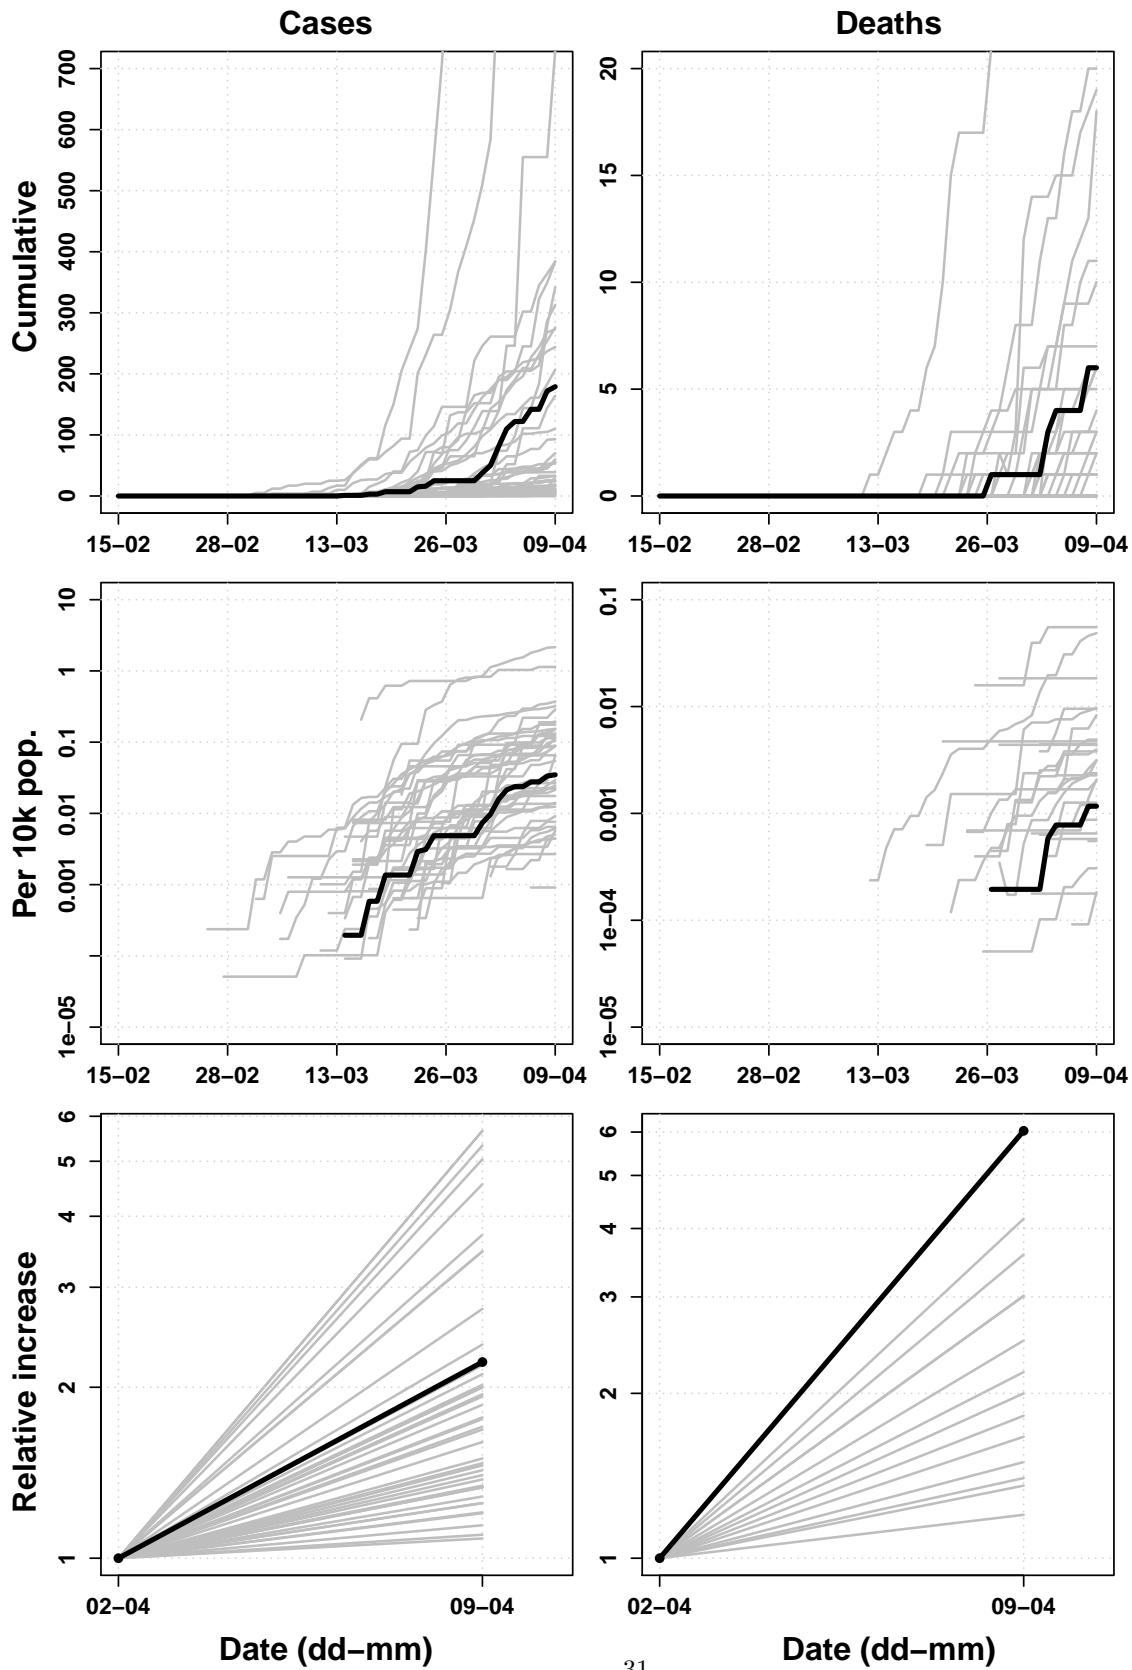 Cases
Deaths
Cumulative
700
600
500
400
300
200
100
0
20
15
10
5
0
15–02 28–02 13–03 26–03 09–04
15–02 28–02 13–03 26–03 09–04
Per 10k pop.
10
1
0.1
0.01
0.001
1e–05
0.1
0.01
0.001
1e–04
1e–05
15–02 28–02 13–03 26–03 09–04
15–02 28–02 13–03 26–03 09–04
Relative increase
6
5
4
3
2
1
6
5
4
3
2
1
02–04 09–04
02–04 09–04
Date (dd–mm)
Date (dd–mm)
31